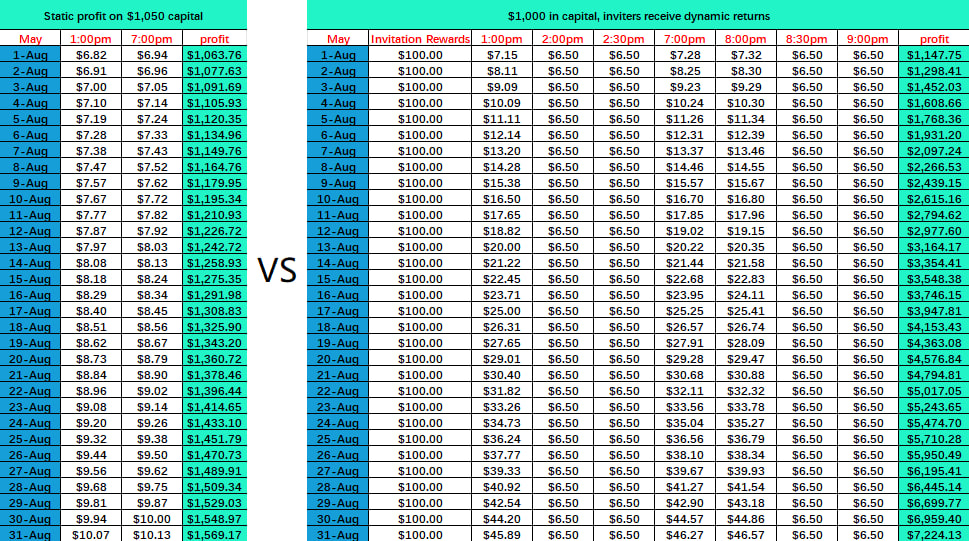 Static profit on $1,050 capital
May 1:00pm 7:00pm profit
1-Aug $6.82 $6.94 $1,063.76
2-Aug $6.91 $6.96 $1,077.63
3-Aug $7.00 $7.05 $1,091.69
4-Aug $7.10 $7.14 $1,105.93
5-Aug $7.19 $7.24 $1,120.35
6-Aug $7.28 $7.33 $1,134.96
7-Aug $7.38 $7.43 $1,149.76
8-Aug $7.47 $7.52 $1,164.76
9-Aug $7.57 $7.62 $1,179.95
10-Aug $7.67 $7.72 $1,195.34
11-Aug $7.77 $7.82 $1,210.93
12-Aug $7.87 $7.92 $1,226.72
13-Aug $7.97 $8.03 $1,242.72
14-Aug $8.08 $8.13 $1,258.93
15-Aug $8.18 $8.24 $1,275.35
16-Aug $8.29 $8.34 $1,291.98
17-Aug $8.40 $8.45 $1,308.83
18-Aug $8.51 $8.56 $1,325.90
19-Aug $8.62 $8.67 $1,343.20
20-Aug $8.73 $8.79 $1,360.72
21-Aug $8.84 $8.90 $1,378.46
22-Aug $8.96 $9.02 $1,396.44
23-Aug $9.08 $9.14 $1,414.65
24-Aug $9.20 $9.26 $1,433.10
25-Aug $9.32 $9.38 $1,451.79
26-Aug $9.44 $9.50 $1,470.73
27-Aug $9.56 $9.62 $1,489.91
28-Aug $9.68 $9.75 $1,509.34
29-Aug $9.81 $9.87 $1,529.03
30-Aug $9.94 $10.00 $1,548.97
31-Aug $10.07 $10.13 $1,569.17
VS
$1,000 in capital, inviters receive dynamic returns
May Invitation Rewards 1:00pm 2:00pm 2:30pm 7:00pm 8:00pm 8:30pm 9:00pm profit
1-Aug $100.00 $7.15 $6.50 $6.50 $7.28 $7.32 $6.50 $6.50 $1,147.75
2-Aug $100.00 $8.11 $6.50 $6.50 $8.25 $8.30 $6.50 $6.50 $1,298.41
3-Aug $100.00 $9.09 $6.50 $6.50 $9.23 $9.29 $6.50 $6.50 $1,452.03
4-Aug $100.00 $10.09 $6.50 $6.50 $10.24 $10.30 $6.50 $6.50 $1,608.66
5-Aug $100.00 $11.11 $6.50 $6.50 $11.26 $11.34 $6.50 $6.50 $1,768.36
6-Aug $100.00 $12.14 $6.50 $6.50 $12.31 $12.39 $6.50 $6.50 $1,931.20
7-Aug $100.00 $13.20 $6.50 $6.50 $13.37 $13.46 $6.50 $6.50 $2,097.24
8-Aug $100.00 $14.28 $6.50 $6.50 $14.46 $14.55 $6.50 $6.50 $2,266.53
9-Aug $100.00 $15.38 $6.50 $6.50 $15.57 $15.67 $6.50 $6.50 $2,439.15
10-Aug $100.00 $16.50 $6.50 $6.50 $16.70 $16.80 $6.50 $6.50 $2,615.16
11-Aug $100.00 $17.65 $6.50 $6.50 $17.85 $17.96 $6.50 $6.50 $2,794.62
12-Aug $100.00 $18.82 $6.50 $6.50 $19.02 $19.15 $6.50 $6.50 $2,977.60
13-Aug $100.00 $20.00 $6.50 $6.50 $20.22 $20.35 $6.50 $6.50 $3,164.17
14-Aug $100.00 $21.22 $6.50 $6.50 $21.44 $21.58 $6.50 $6.50 $3,354.41
15-Aug $100.00 $22.45 $6.50 $6.50 $22.68 $22.83 $6.50 $6.50 $3,548.38
16-Aug $100.00 $23.71 $6.50 $6.50 $23.95 $24.11 $6.50 $6.50 $3,746.15
17-Aug $100.00 $25.00 $6.50 $6.50 $25.25 $25.41 $6.50 $6.50 $3,947.81
18-Aug $100.00 $26.31 $6.50 $6.50 $26.57 $26.74 $6.50 $6.50 $4,153.43
19-Aug $100.00 $27.65 $6.50 $6.50 $27.91 $28.09 $6.50 $6.50 $4,363.08
20-Aug $100.00 $29.01 $6.50 $6.50 $29.28 $29.47 $6.50 $6.50 $4,576.84
21-Aug $100.00 $30.40 $6.50 $6.50 $30.68 $30.88 $6.50 $6.50 $4,794.81
22-Aug $100.00 $31.82 $6.50 $6.50 $32.11 $32.32 $6.50 $6.50 $5,017.05
23-Aug $100.00 $33.26 $6.50 $6.50 $33.56 $33.78 $6.50 $6.50 $5,243.65
24-Aug $100.00 $34.73 $6.50 $6.50 $35.04 $35.27 $6.50 $6.50 $5,474.70
25-Aug $100.00 $36.24 $6.50 $6.50 $36.56 $36.79 $6.50 $6.50 $5,710.28
26-Aug $100.00 $37.77 $6.50 $6.50 $38.10 $38.34 $6.50 $6.50 $5,950.49
27-Aug $100.00 $39.33 $6.50 $6.50 $39.67 $39.93 $6.50 $6.50 $6,195.41
28-Aug $100.00 $40.92 $6.50 $6.50 $41.27 $41.54 $6.50 $6.50 $6,445.14
29-Aug $100.00 $42.54 $6.50 $6.50 $42.90 $43.18 $6.50 $6.50 $6,699.77
30-Aug $100.00 $44.20 $6.50 $6.50 $44.57 $44.86 $6.50 $6.50 $6,959.40
31-Aug $100.00 $45.89 $6.50 $6.50 $46.27 $46.57 $6.50 $6.50 $7,224.13